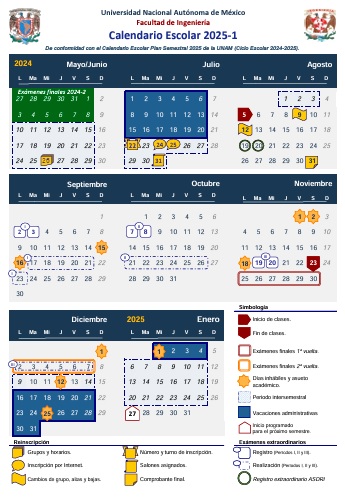 Universidad Nacional Autónoma de México
Facultad de Ingeniería
Calendario Escolar 2025-1
De conformidad con el Calendario Escolar Plan Semestral 2025 de la UNAM (Ciclo Escolar 2024-2025).
2024 Mayo/Junio
L Ma Mi J V S D
Exámenes finales 2024-2
27 28 29 30 31 1 2
3 4 5 6 7 8 9
10 11 12 13 14 15 16
17 18 19 20 21 22 23
24 25 26 27 28 29 30
Julio
L Ma Mi J V S D
1 2 3 4 5 6 7
8 9 10 11 12 13 14
15 16 17 18 19 20 21
22 23 24 25 26 27 28
29 30 31
Agosto
L Ma Mi J V S D
1 2 3 4
5 6 7 8 9 10 11
12 13 14 15 16 17 18
19 20 21 22 23 24 25
26 27 28 29 30 31
Septiembre
L Ma Mi J V S D
1
2 3 4 5 6 7 8
9 10 11 12 13 14 15
16 17 18 19 20 21 22
23 24 25 26 27 28 29
30
Octubre
L Ma Mi J V S D
1 2 3 4 5 6
7 8 9 10 11 12 13
14 15 16 17 18 19 20
21 22 23 24 25 26 27
28 29 30 31
Noviembre
L Ma Mi J V S D
1 2 3
4 5 6 7 8 9 10
11 12 13 14 15 16 17
18 19 20 21 22 23 24
25 26 27 28 29 30
Diciembre
L Ma Mi J V S D
1
2 3 4 5 6 7 8
9 10 11 12 13 14 15
16 17 18 19 20 21 22
23 24 25 26 27 28 29
30 31
2025 Enero
L Ma Mi J V S D
1 2 3 4 5
6 7 8 9 10 11 12
13 14 15 16 17 18 19
20 21 22 23 24 25 26
27
Simbología
Inicio de clases.
Fin de clases.
Exámenes finales 1ª vuelta.
Exámenes finales 2ª vuelta.
Días inhábiles y asueto
académico.
Periodo intersemestral
Vacaciones administrativas
Inicio programado
para el próximo semestre
Reinscripción
Grupos y horarios.
Inscripción por Internet.
Cambios de grupo, altas y bajas.
Número y turno de inscripción.
Salones asignados.
Comprobante final.
Exámenes extraordinarios
Registro (Periodos I, II y III).
Realización (Periodos I, II y III).
Registro extraordinario ASDRI